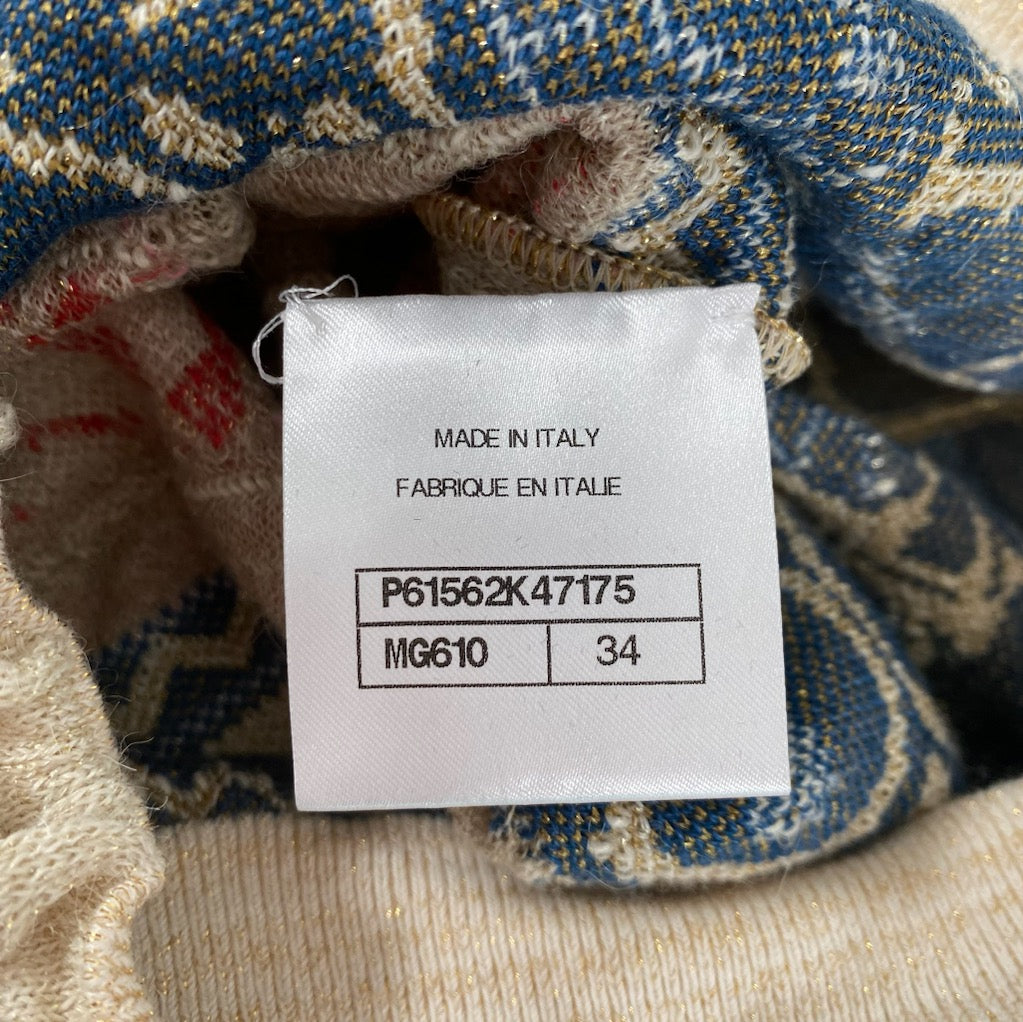 MADE IN ITALY
FABRIQUE EN ITALIE
P61562K47175
MG610 34